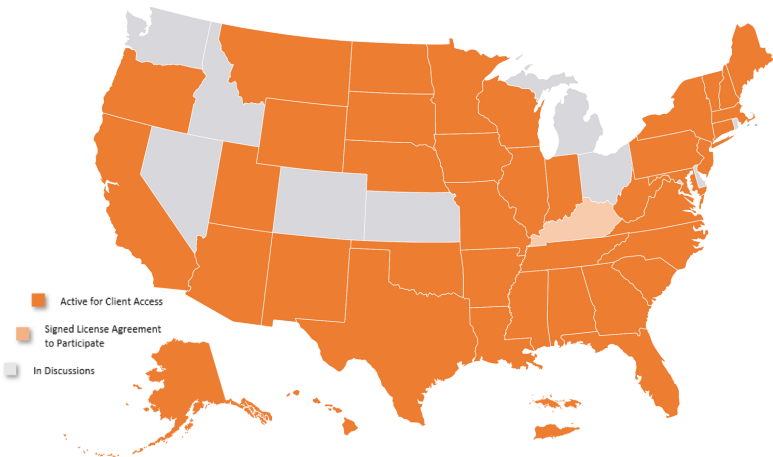 Active for Client Access
Signed License Agreement
to Participate
In Discussions